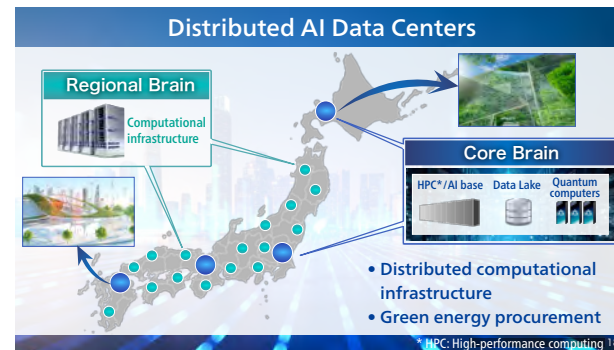 Distributed AI Data Centers
Regional Brain
Computational
infrastructure
Core Brain
HPC*/AI base
Data Lake
Quantum
computers
• Distributed computational
infrastructure
• Green energy procurement
* HPC: High-performance computing